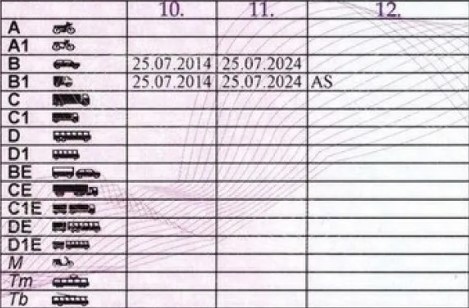 10. 11. 12.
A
A1
B 25.07.2014 25.07.2024
B1 25.07.2014 25.07.2024 AS
C
C1
D
D1
BE
CE
C1E
DE
D1E
M
Tm
Tb